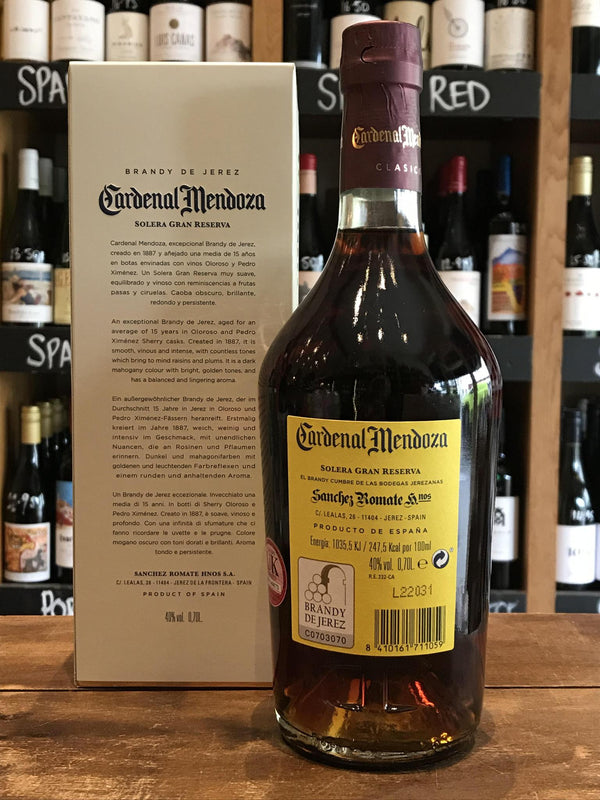 LUIS CAÑAS
SPA
S
RED
BRANDY DE JEREZ
Cardenal Mendoza
SOLERA GRAN RESERVA
Cardenal Mendoza, excepcional Brandy de Jerez,
creado en 1887 y añejado una media de 15 años
en botas envinadas con vinos Oloroso y Pedro
Ximénez. Un Solera Gran Reserva muy suave,
equilibrado y vinoso con reminiscencias a frutas
pasas y ciruelas. Caoba obscuro, brillante,
redondo y persistente.
An exceptional Brandy de Jerez, aged for an
average of 15 years in Oloroso and Pedro
Ximénez Sherry casks. Created in 1887, it is
smooth, vinous and intense, with countless tones
which bring to mind raisins and plums. It is a dark
mahogany colour with bright, golden tones, and
has a balanced and lingering aroma.
Ein außergewöhnlicher Brandy de Jerez, der im
Durchschnitt 15 Jahre in Jerez in Oloroso und
Pedro Ximénez-Fässern heranreift. Erstmalig
kreiert im Jahre 1887, weich, weinig und
intensiv im Geschmack, mit unendlichen
Nuancen, die an Rosinen und Pflaumen
erinnern. Dunkel und mahagonifarben mit
goldenen und leuchtenden Farbreflexen und
einem runden und anhaltenden Aroma.
Un Brandy de Jerez eccezionale. Invecchiato una
media di 15 anni. In botti di Sherry Oloroso e
Pedro Ximénez. Creato in 1887, è soave, vinoso e
profondo. Con una infinità di sfumature che ci
fanno ricordare le uvette e le prugne. Colore
mogano oscuro con toni dorati e brillanti. Aroma
tondo e persistente.
SANCHEZ ROMATE HNOS S.A.
C/. LEALAS, 26 - 11404 - JEREZ DE LA FRONTERA - SPAIN
PRODUCT OF SPAIN
40% vol. 0,70L.
SPA
POR
Cardenal Mendoza
CLASIC
Cardenal Mendoza
SOLERA GRAN RESERVA
EL BRANDY CUMBRE DE LAS BODEGAS JEREZANAS
Sanchez Romate Hnos
C/. LEALAS, 26 - 11404 - JEREZ-SPAIN
PRODUCTO DE ESPAÑA
Energía: 1035,5 KJ / 247,5 Kcal por 100ml
40% vol. 0,70L e
R.E. 332-CA
L22031
K
BRANDY
DE JEREZ
C0703070
8 410161 711059